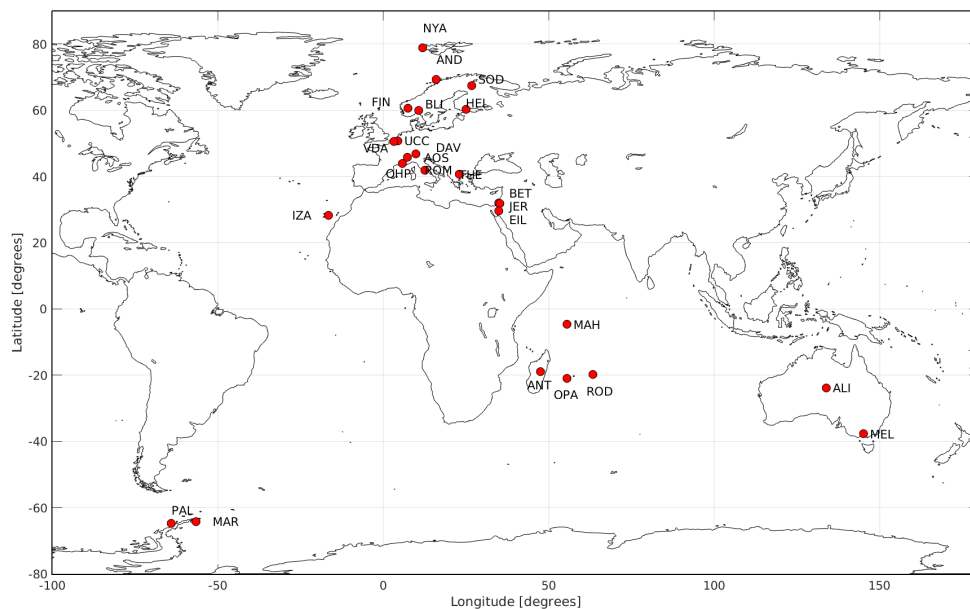 NYA
80
AND
SOD
FIN
BLI
HEL
60
VDA
UCC
DAV
AOS
OHP
ROM
THE
40
BET
JER
IZA
EIL
20
0
MAH
-20
ANT
OPA
ROD
ALI
-40
MEL
-60
PAL
MAR
-80
-100
-50
0
50
100
150
Latitude [degrees]
Longitude [degrees]